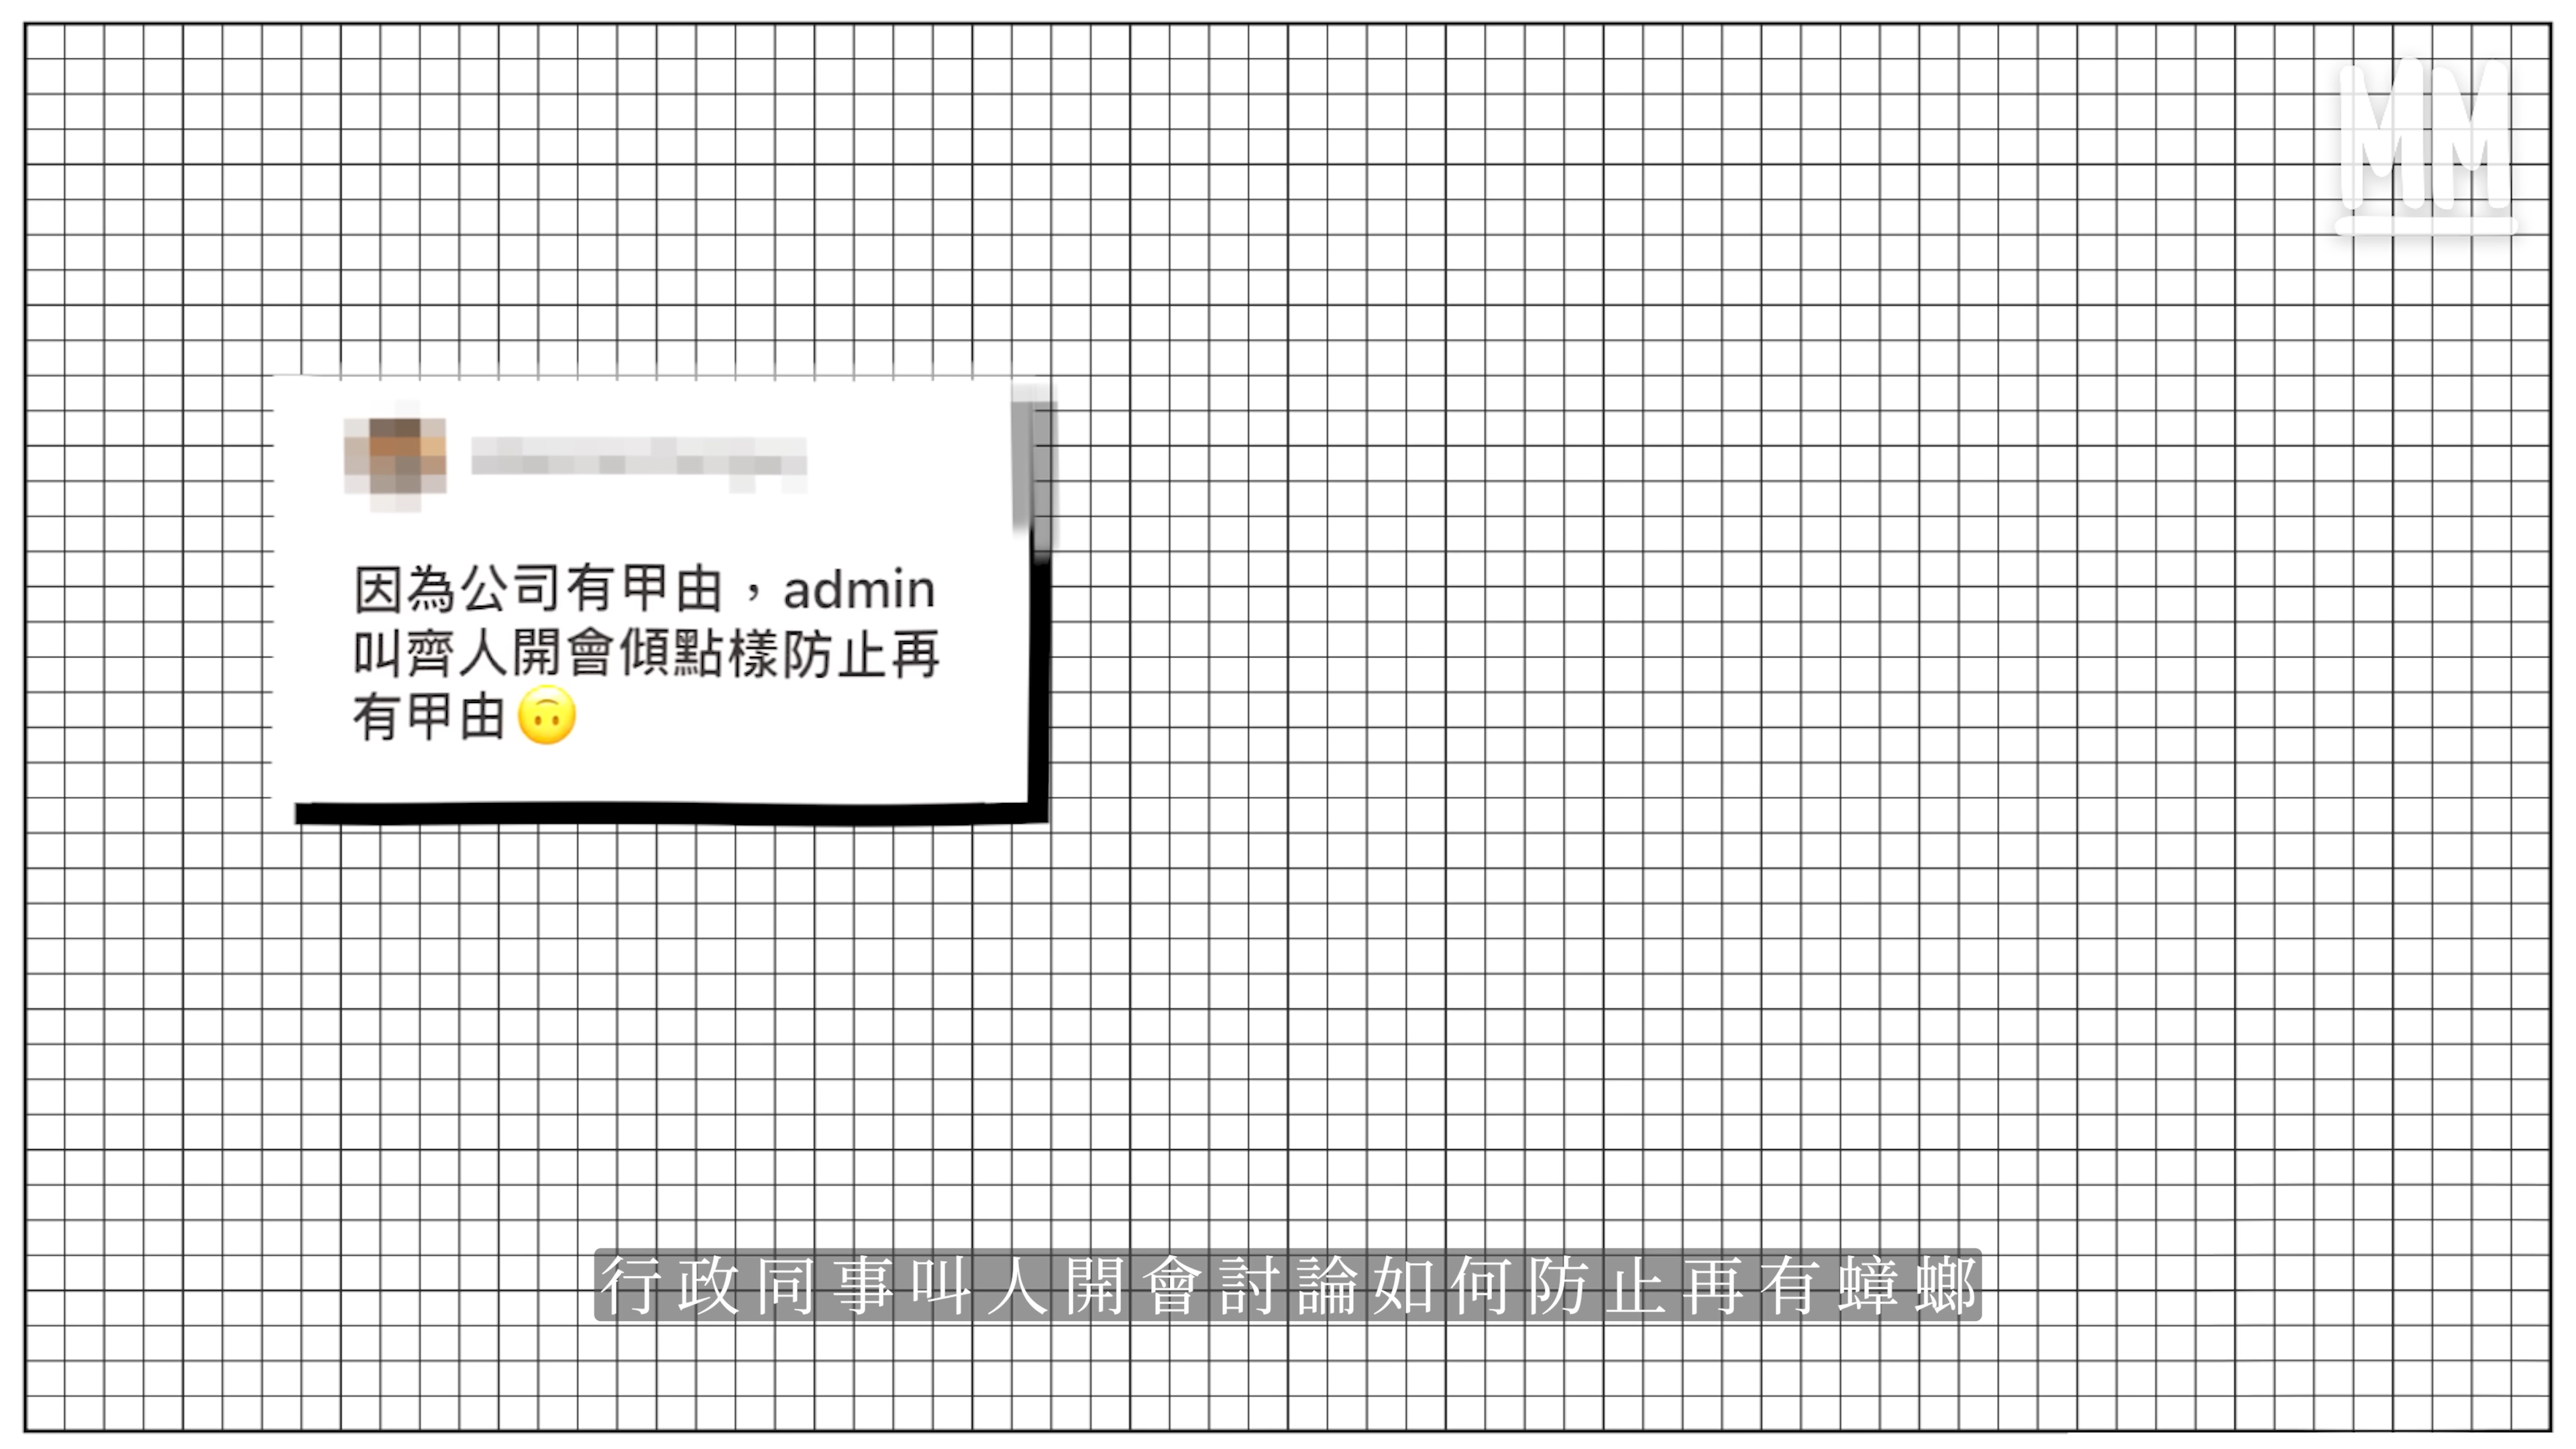 MM
因為公司有甲由，admin
叫齊人開會傾點樣防止再
有甲由🙃
行政同事叫人開會討論如何防止再有蟑螂